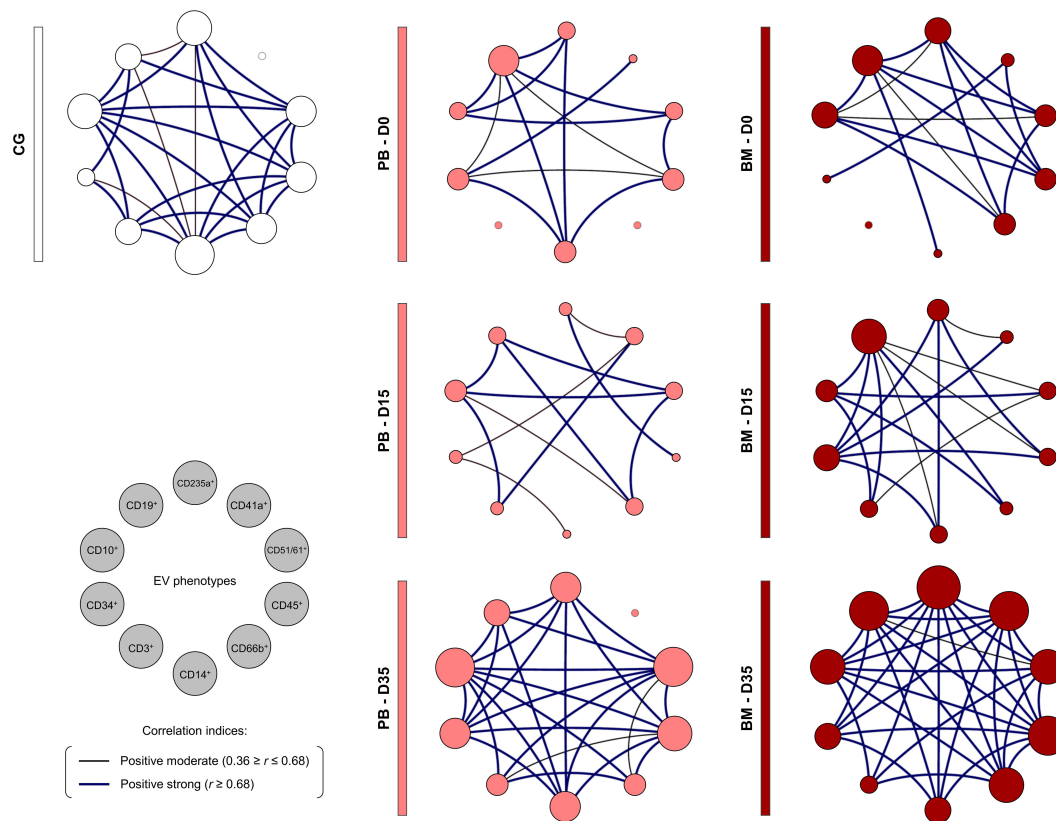 CG
PB - D0
BM - D0
PB - D15
BM - D15
CD235a⁺
CD19⁺
CD41a⁺
CD10⁺
CD51/61⁺
EV phenotypes
CD34⁺
CD45⁺
CD3⁺
CD66b⁺
CD14⁺
PB - D35
BM - D35
Correlation indices:
Positive moderate (0.36 ≥ r ≤ 0.68)
Positive strong (r ≥ 0.68)